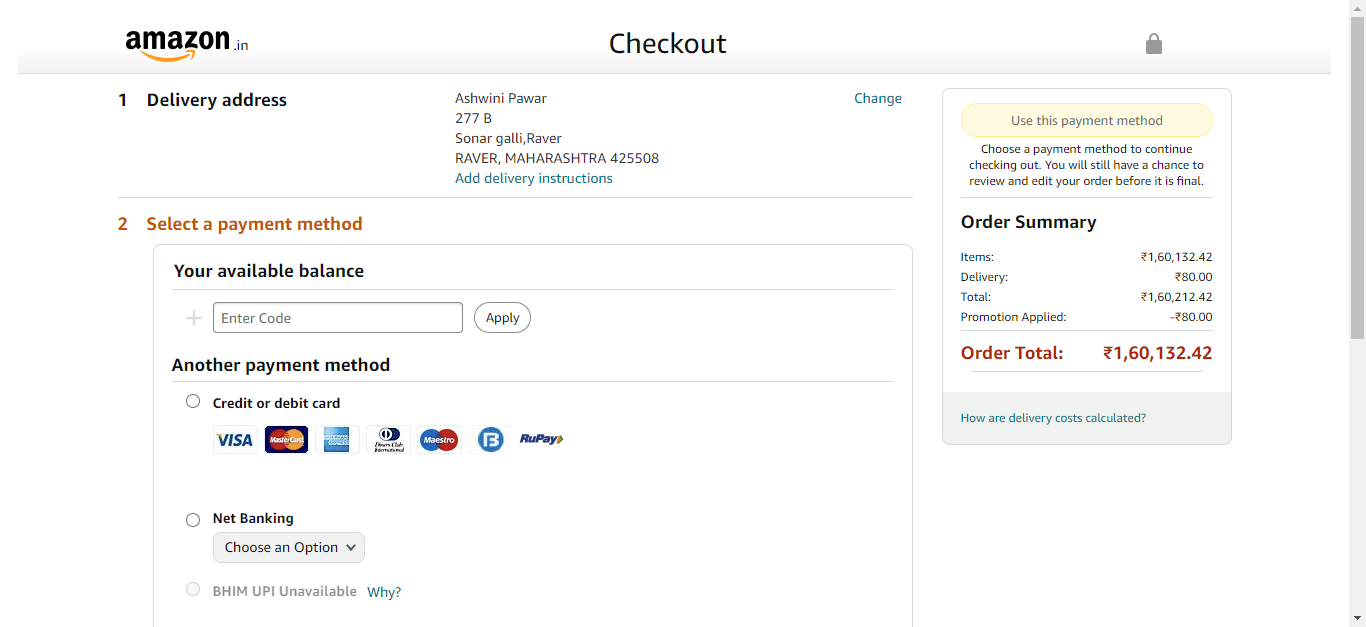 amazon.in
Checkout
1 Delivery address
Ashwini Pawar
277 B
Sonar galli,Raver
RAVER, MAHARASHTRA 425508
Add delivery instructions
Change
2 Select a payment method
Your available balance
Enter Code
Apply
Another payment method
Credit or debit card
VISA MasterCard AMERICAN EXPRESS Diners Club International Maestro B RuPay
Net Banking
Choose an Option
BHIM UPI Unavailable Why?
Use this payment method
Choose a payment method to continue
checking out. You will still have a chance to
review and edit your order before it is final.
Order Summary
Items: ₹1,60,132.42
Delivery: ₹80.00
Total: ₹1,60,212.42
Promotion Applied: -₹80.00
Order Total: ₹1,60,132.42
How are delivery costs calculated?